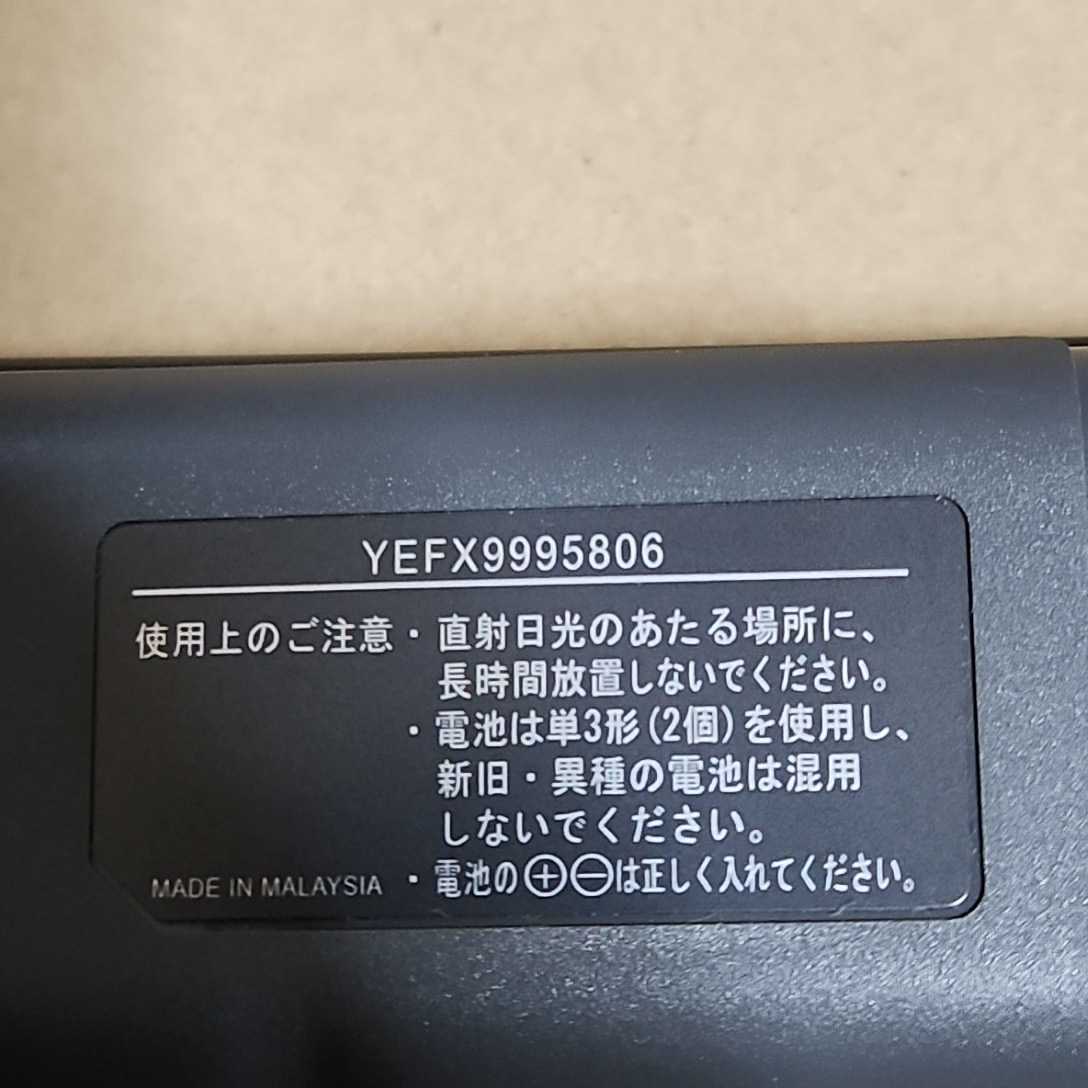 YEFX9995806
使用上のご注意・直射日光のあたる場所に、
長時間放置しないでください。
・電池は単3形(2個)を使用し、
新旧・異種の電池は混用
しないでください。
MADE IN MALAYSIA ・電池の⊕⊖は正しく入れてください。